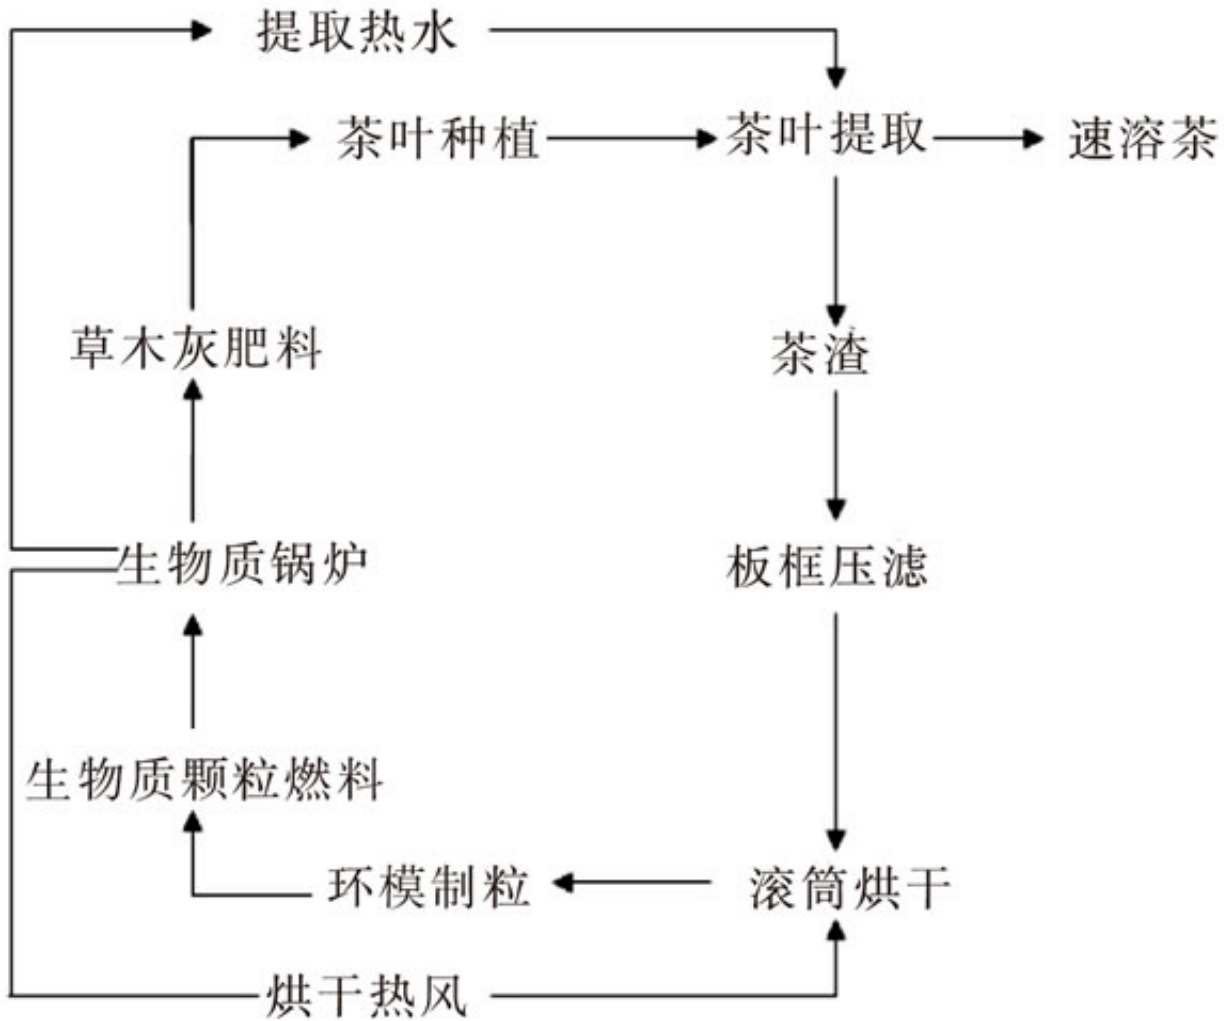 提取热水
茶叶种植
茶叶提取
速溶茶
草木灰肥料
茶渣
生物质锅炉
板框压滤
生物质颗粒燃料
环模制粒
滚筒烘干
烘干热风